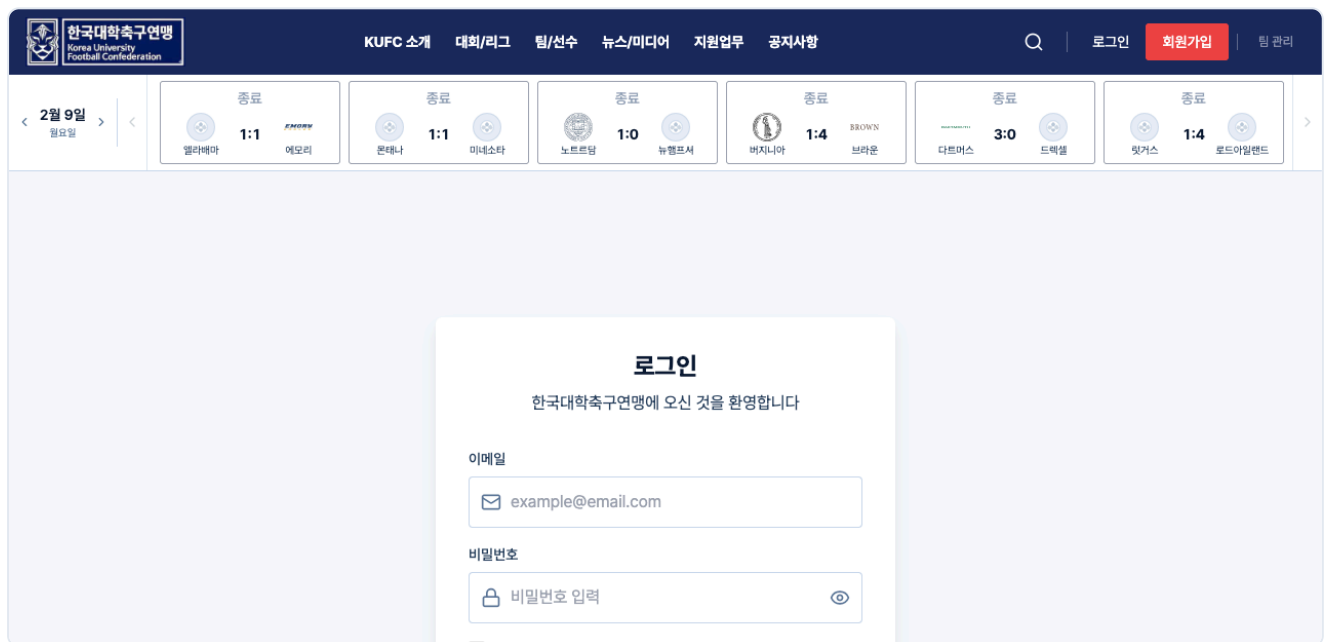 한국대학축구연맹
Korea University
Football Confederation
KUFC 소개 대회/리그 팀/선수 뉴스/미디어 지원업무 공지사항
로그인 회원가입 팀 관리
2월 9일
월요일
종료
1:1
EMORY
앨라배마 에모리
종료
1:1
몬태나 미네소타
종료
1:0
노트르담 뉴햄프셔
종료
1:4
BROWN
버지니아 브라운
종료
3:0
다트머스 드렉셀
종료
1:4
럿거스 로드아일랜드
로그인
한국대학축구연맹에 오신 것을 환영합니다
이메일
example@email.com
비밀번호
비밀번호 입력